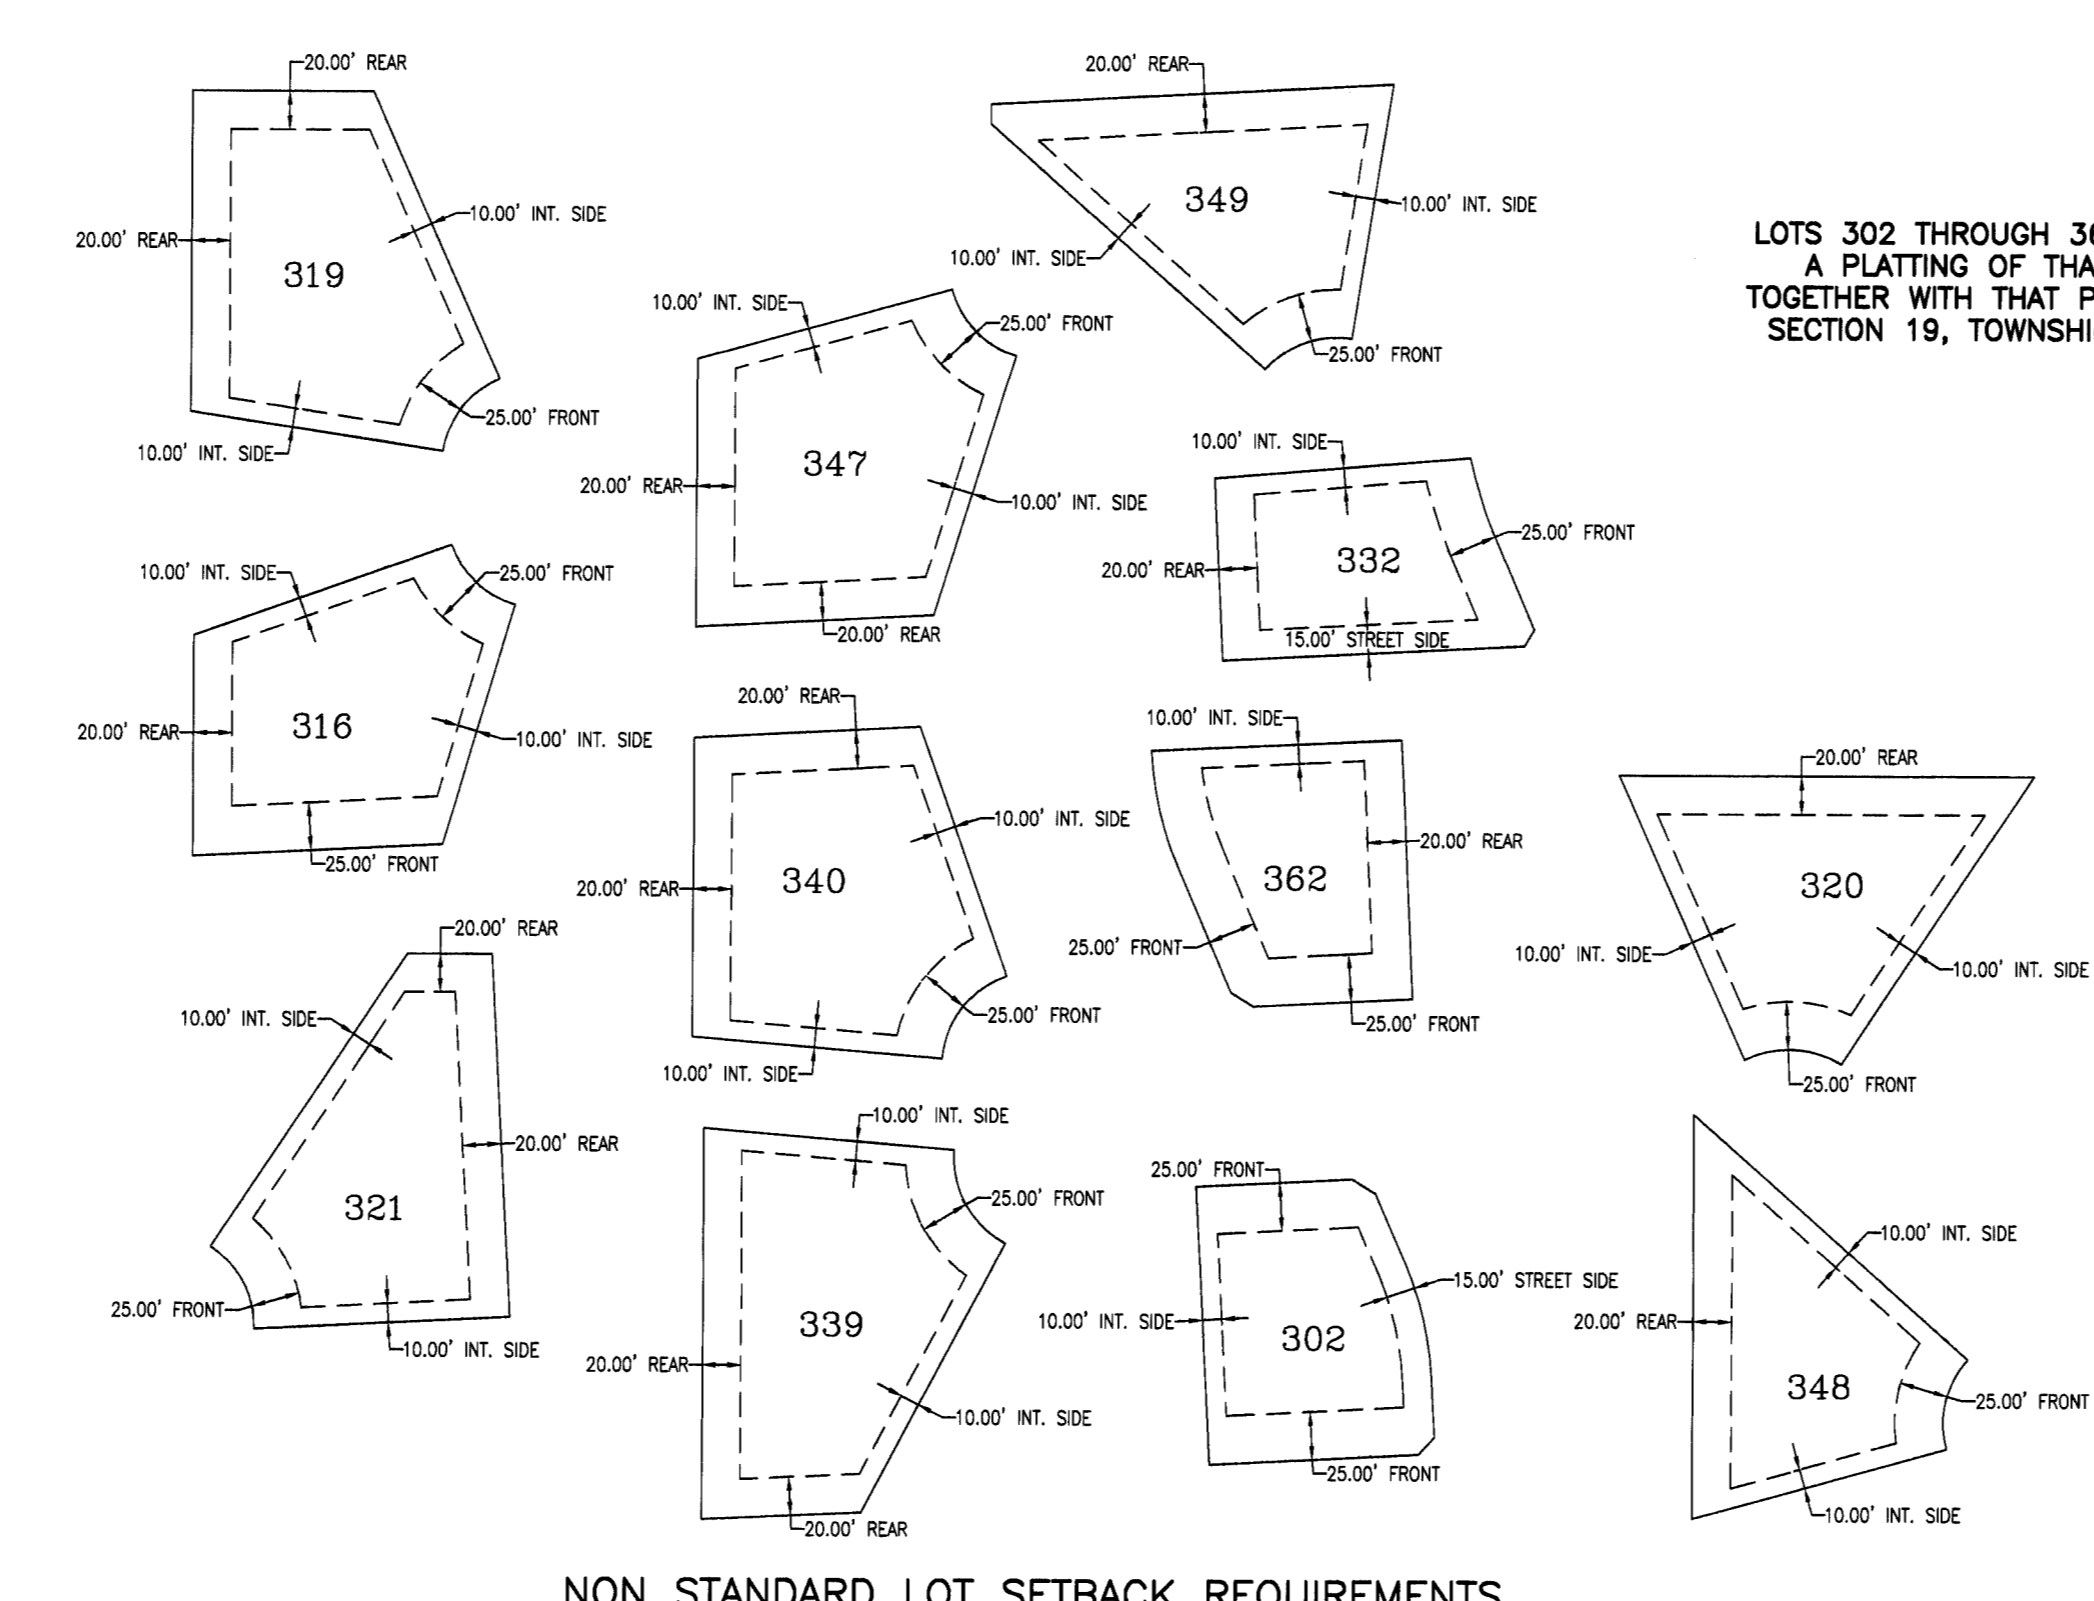 20.00' REAR
10.00' INT. SIDE
20.00' REAR
319
25.00' FRONT
10.00' INT. SIDE
20.00' REAR
349
10.00' INT. SIDE
10.00' INT. SIDE
25.00' FRONT
LOTS 302 THROUGH
A PLATTING OF
TOGETHER WITH THAT
SECTION 19,
10.00' INT. SIDE
25.00' FRONT
347
20.00' REAR
10.00' INT. SIDE
20.00' REAR
10.00' INT. SIDE
25.00' FRONT
332
20.00' REAR
15.00' STREET SIDE
10.00' INT. SIDE
25.00' FRONT
316
20.00' REAR
10.00' INT. SIDE
25.00' FRONT
20.00' REAR
10.00' INT. SIDE
340
20.00' REAR
25.00' FRONT
10.00' INT. SIDE
10.00' INT. SIDE
20.00' REAR
362
25.00' FRONT
25.00' FRONT
20.00' REAR
320
10.00' INT. SIDE
10.00' INT. SIDE
25.00' FRONT
20.00' REAR
10.00' INT. SIDE
20.00' REAR
321
25.00' FRONT
10.00' INT. SIDE
10.00' INT. SIDE
25.00' FRONT
339
20.00' REAR
10.00' INT. SIDE
20.00' REAR
25.00' FRONT
15.00' STREET SIDE
10.00' INT. SIDE
302
25.00' FRONT
10.00' INT. SIDE
20.00' REAR
348
25.00' FRONT
10.00' INT. SIDE
NON STANDARD LOT SETBACK REQUIREMENTS